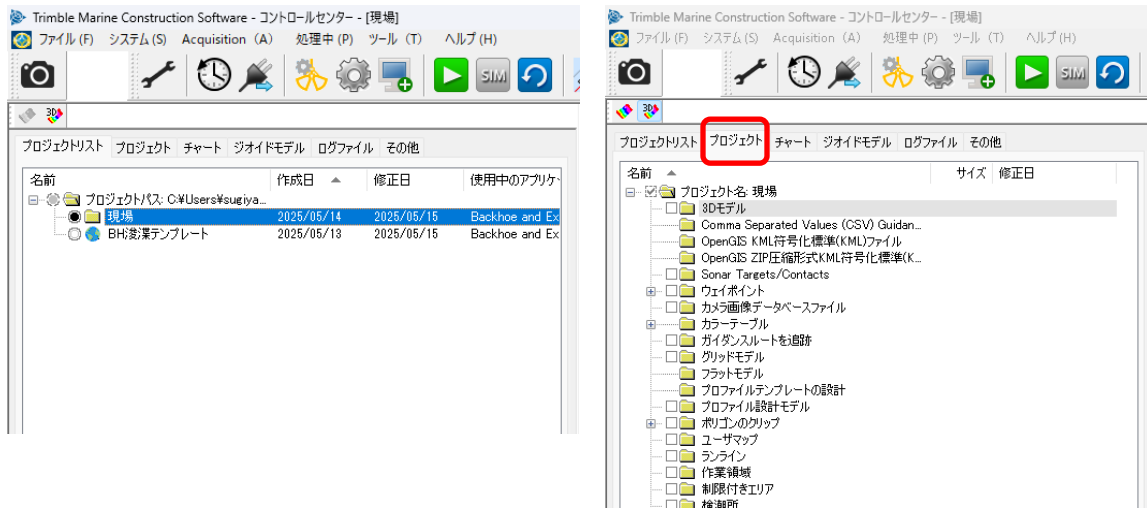 Trimble Marine Construction Software - コントロールセンター - [現場]
ファイル(F) システム(S) Acquisition (A) 処理中(P) ツール (T) ヘルプ(H)
SIM
3D
プロジェクトリスト プロジェクト チャート ジオイドモデル ログファイル その他
名前 作成日 修正日 使用中のアプリケ
プロジェクトパス: C:¥Users¥sugiya...
現場 2025/05/14 2025/05/15 Backhoe and Ex
BH浚渫テンプレート 2025/05/13 2025/05/15 Backhoe and Ex
Trimble Marine Construction Software - コントロールセンター - [現場]
ファイル(F) システム(S) Acquisition (A) 処理中(P) ツール (T) ヘルプ(H)
SIM
3D
プロジェクトリスト プロジェクト チャート ジオイドモデル ログファイル その他
名前 サイズ 修正日
プロジェクト名: 現場
3Dモデル
Comma Separated Values (CSV) Guidan...
OpenGIS KML符号化標準(KML)ファイル
OpenGIS ZIP圧縮形式KML符号化標準(K...
Sonar Targets/Contacts
ウェイポイント
カメラ画像データベースファイル
カラーテーブル
ガイダンスルートを追跡
グリッドモデル
フラットモデル
プロファイルテンプレートの設計
プロファイル設計モデル
ポリゴンのクリップ
ユーザマップ
ランライン
作業領域
制限付きエリア
検潮所